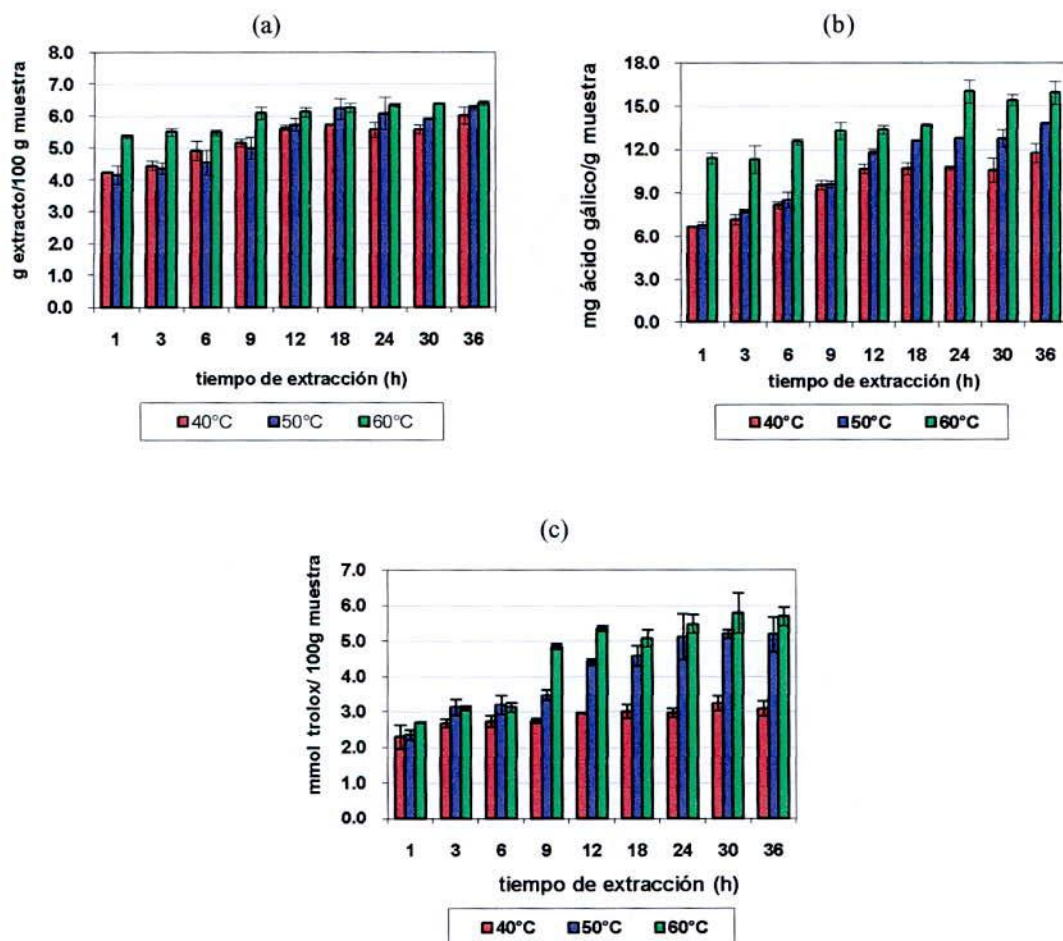 (a)
g extracto/100 g muestra
8.0
7.0
6.0
5.0
4.0
3.0
2.0
1.0
0.0
1 3 6 9 12 18 24 30 36
tiempo de extracción (h)
40°C 50°C 60°C
(b)
mg ácido gálico/g muestra
18.0
15.0
12.0
9.0
6.0
3.0
0.0
1 3 6 9 12 18 24 30 36
tiempo de extracción (h)
40°C 50°C 60°C
(c)
mmol trolox/ 100g muestra
7.0
6.0
5.0
4.0
3.0
2.0
1.0
0.0
1 3 6 9 12 18 24 30 36
tiempo de extracción (h)
40°C 50°C 60°C